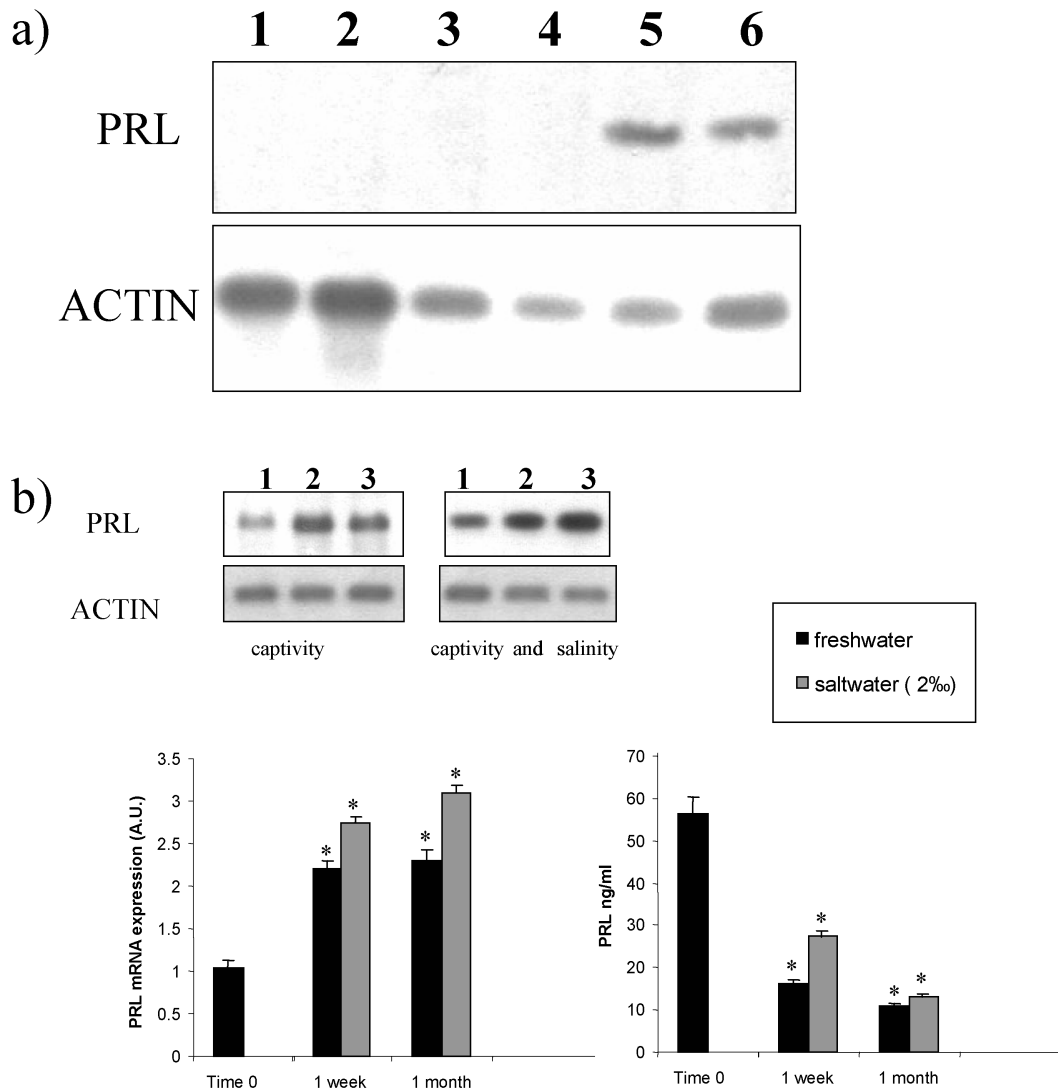 a)
1 2 3 4 5 6
PRL
ACTIN
b)
1 2 3
1 2 3
PRL
ACTIN
captivity
captivity and salinity
freshwater
saltwater ( 2‰)
PRL mRNA expression (A.U.)
3.5
3
2.5
2
1.5
1
0.5
0
*
*
*
*
Time 0
1 week
1 month
PRL ng/ml
70
60
50
40
30
20
10
0
*
*
*
*
Time 0
1 week
1 month